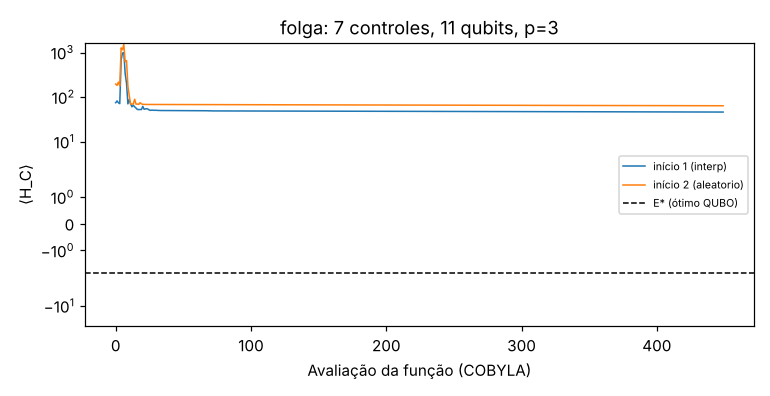 folga: 7 controles, 11 qubits, p=3
10³
10²
10¹
10⁰
0
−10⁰
−10¹
⟨H_C⟩
início 1 (interp)
início 2 (aleatorio)
E* (ótimo QUBO)
0 100 200 300 400
Avaliação da função (COBYLA)